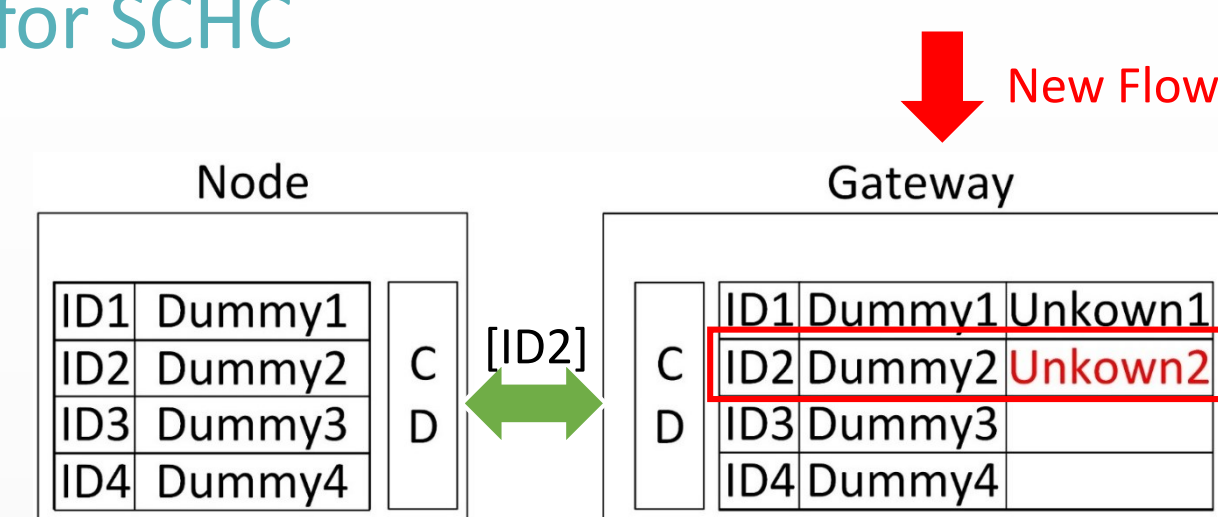 for SCHC
New Flow
Node
Gateway
ID1 Dummy1
ID2 Dummy2
ID3 Dummy3
ID4 Dummy4
C
D
[ID2]
C
D
ID1 Dummy1 Unkown1
ID2 Dummy2 Unkown2
ID3 Dummy3
ID4 Dummy4